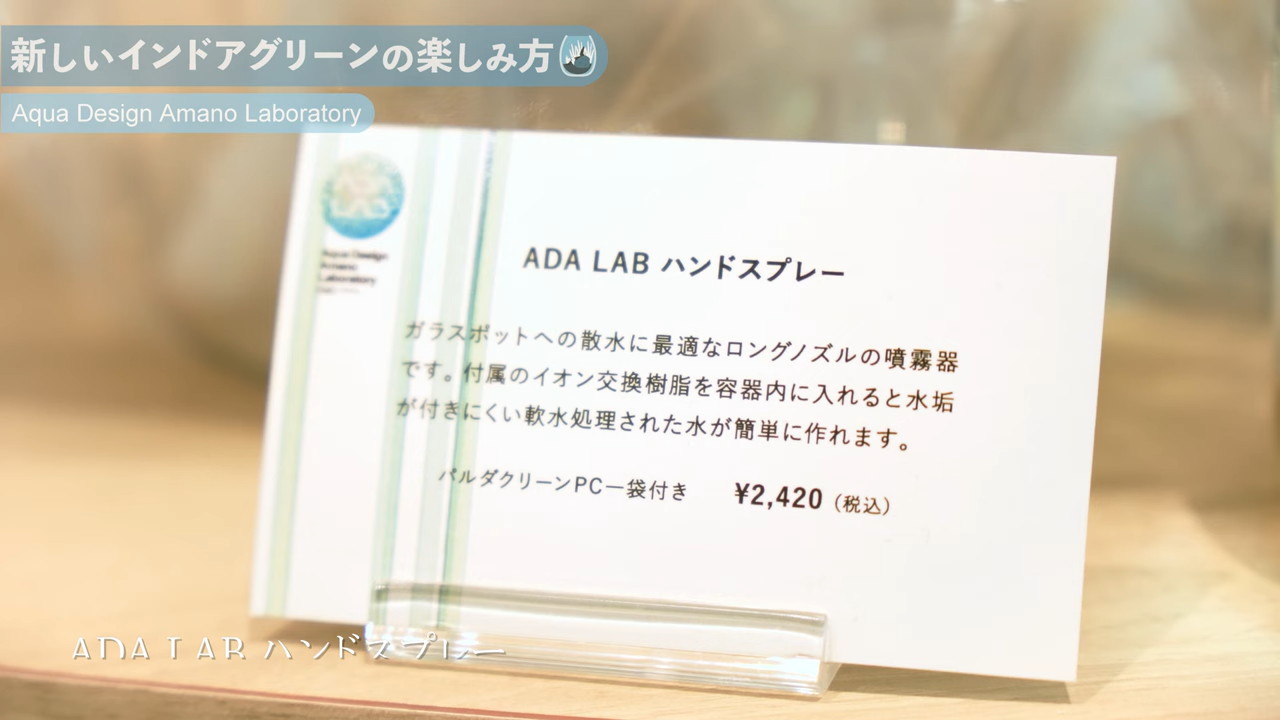 新しいインドアグリーンの楽しみ方
Aqua Design Amano Laboratory
ADA
LAB
Aqua Design
Amano
Laboratory
ADA LAB ハンドスプレー
ガラスポットへの散水に最適なロングノズルの噴霧器
です。付属のイオン交換樹脂を容器内に入れると水垢
が付きにくい軟水処理された水が簡単に作れます。
パルダクリーンPC一袋付き ¥2,420（税込）
ADA LAB ハンドスプレー